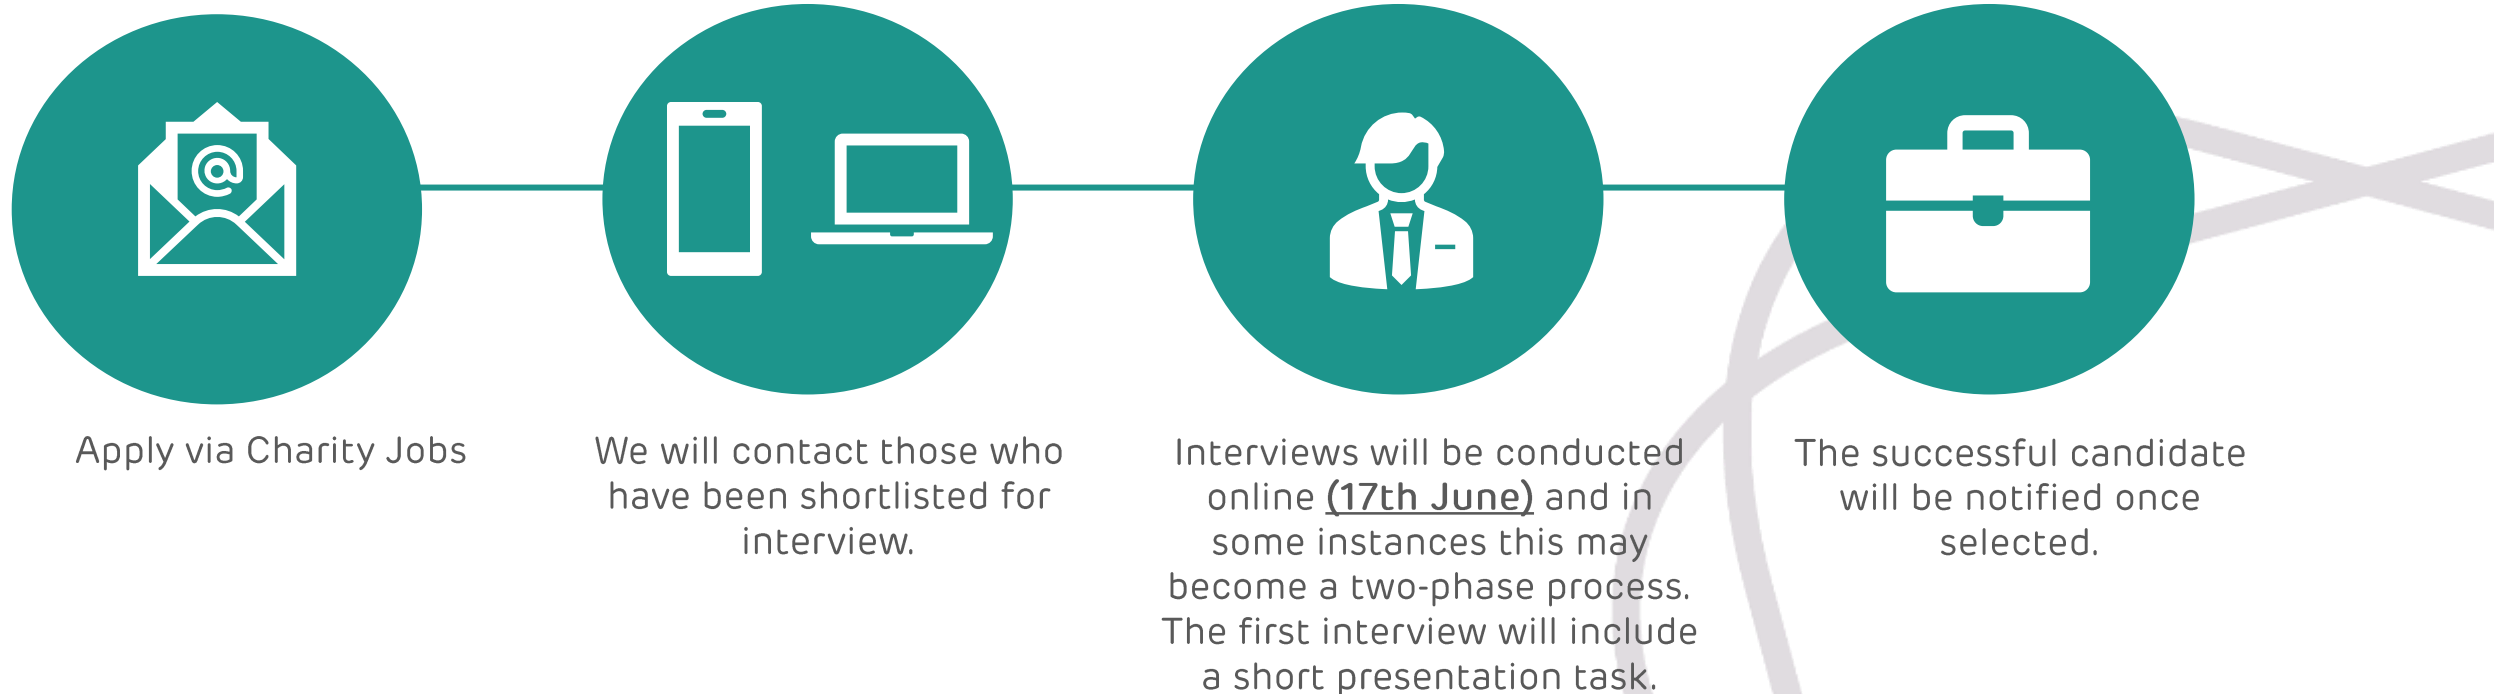 Apply via Charity Jobs
We will contact those who
have been shortlisted for
interview.
Interviews will be conducted
online (17th June) and in
some instances this may
become a two-phase process.
The first interview will include
a short presentation task.
The successful candidate
will be notified once
selected.